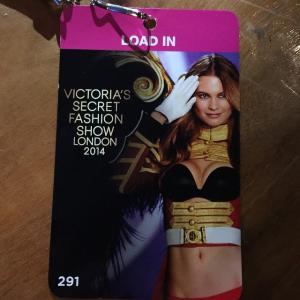 LOAD IN
VICTORIA'S
SECRET
FASHION
SHOW
LONDON
2014
291